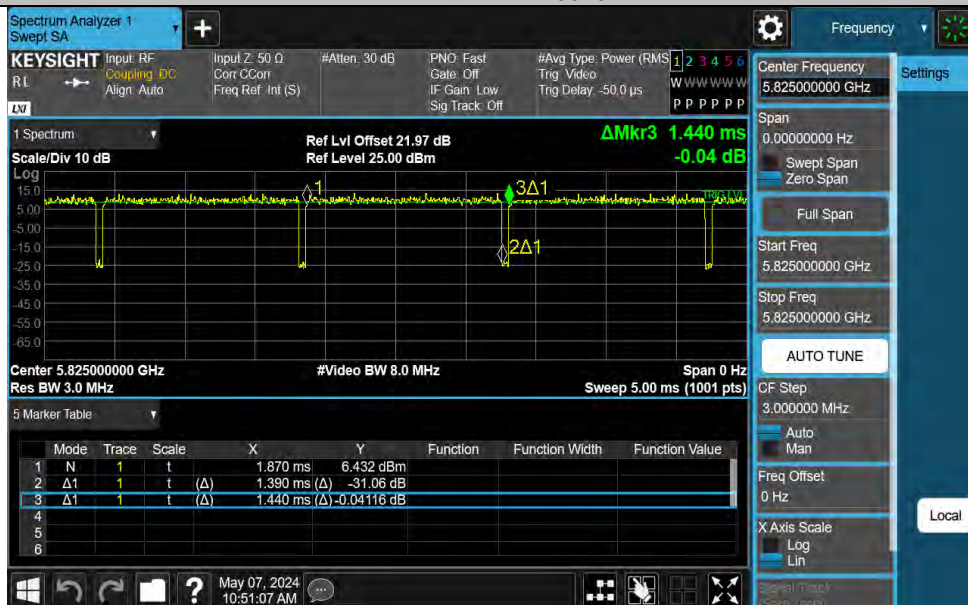 Spectrum Analyzer 1
Swept SA
+
Frequency
KEYSIGHT
RL
LXI
Input: RF
Coupling: DC
Align: Auto
Input Z: 50 Ω
Corr CCorr
Freq Ref: Int (S)
#Atten: 30 dB
PNO: Fast
Gate: Off
IF Gain: Low
Sig Track: Off
#Avg Type: Power (RMS
Trig: Video
Trig Delay: -50.0 µs
1 2 3 4 5 6
W W W W W W
P P P P P P
1 Spectrum
Scale/Div 10 dB
Ref Lvl Offset 21.97 dB
Ref Level 25.00 dBm
ΔMkr3 1.440 ms
-0.04 dB
Log
15.0
5.00
-5.00
-15.0
-25.0
-35.0
-45.0
-55.0
-65.0
1
3Δ1
2Δ1
TRIG LVL
Center 5.825000000 GHz
#Video BW 8.0 MHz
Span 0 Hz
Res BW 3.0 MHz
Sweep 5.00 ms (1001 pts)
5 Marker Table
Mode Trace Scale X Y Function Function Width Function Value
1 N 1 t 1.870 ms 6.432 dBm
2 Δ1 1 t (Δ) 1.390 ms (Δ) -31.06 dB
3 Δ1 1 t (Δ) 1.440 ms (Δ) -0.04116 dB
4
5
6
?
May 07, 2024
10:51:07 AM
Center Frequency
5.825000000 GHz
Span
0.00000000 Hz
Swept Span
Zero Span
Full Span
Start Freq
5.825000000 GHz
Stop Freq
5.825000000 GHz
AUTO TUNE
CF Step
3.000000 MHz
Auto
Man
Freq Offset
0 Hz
X Axis Scale
Log
Lin
Signal Track
Settings
Local